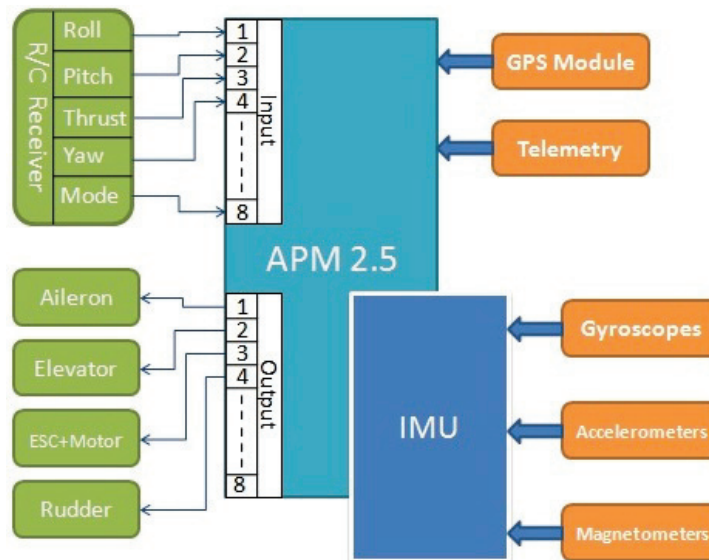 R/C Receiver
Roll
Pitch
Thrust
Yaw
Mode
1
2
3
4
8
Input
GPS Module
Telemetry
APM 2.5
Aileron
Elevator
ESC+Motor
Rudder
1
2
3
4
8
Output
IMU
Gyroscopes
Accelerometers
Magnetometers